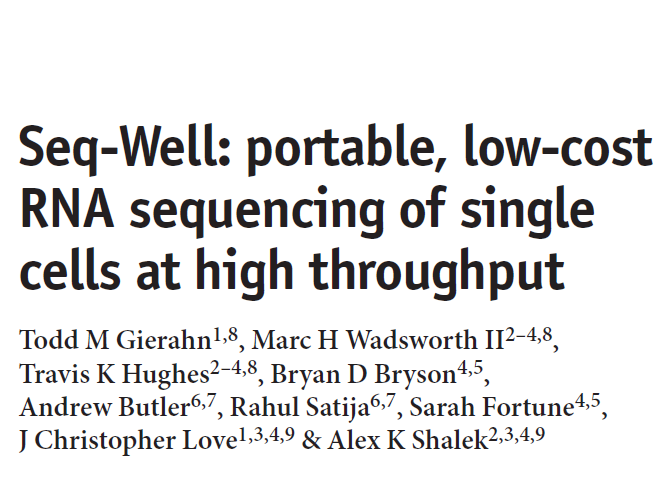 Seq-Well: portable, low-cost
RNA sequencing of single
cells at high throughput
Todd M Gierahn1,8, Marc H Wadsworth II2–4,8,
Travis K Hughes2–4,8, Bryan D Bryson4,5,
Andrew Butler6,7, Rahul Satija6,7, Sarah Fortune4,5,
J Christopher Love1,3,4,9 & Alex K Shalek2,3,4,9